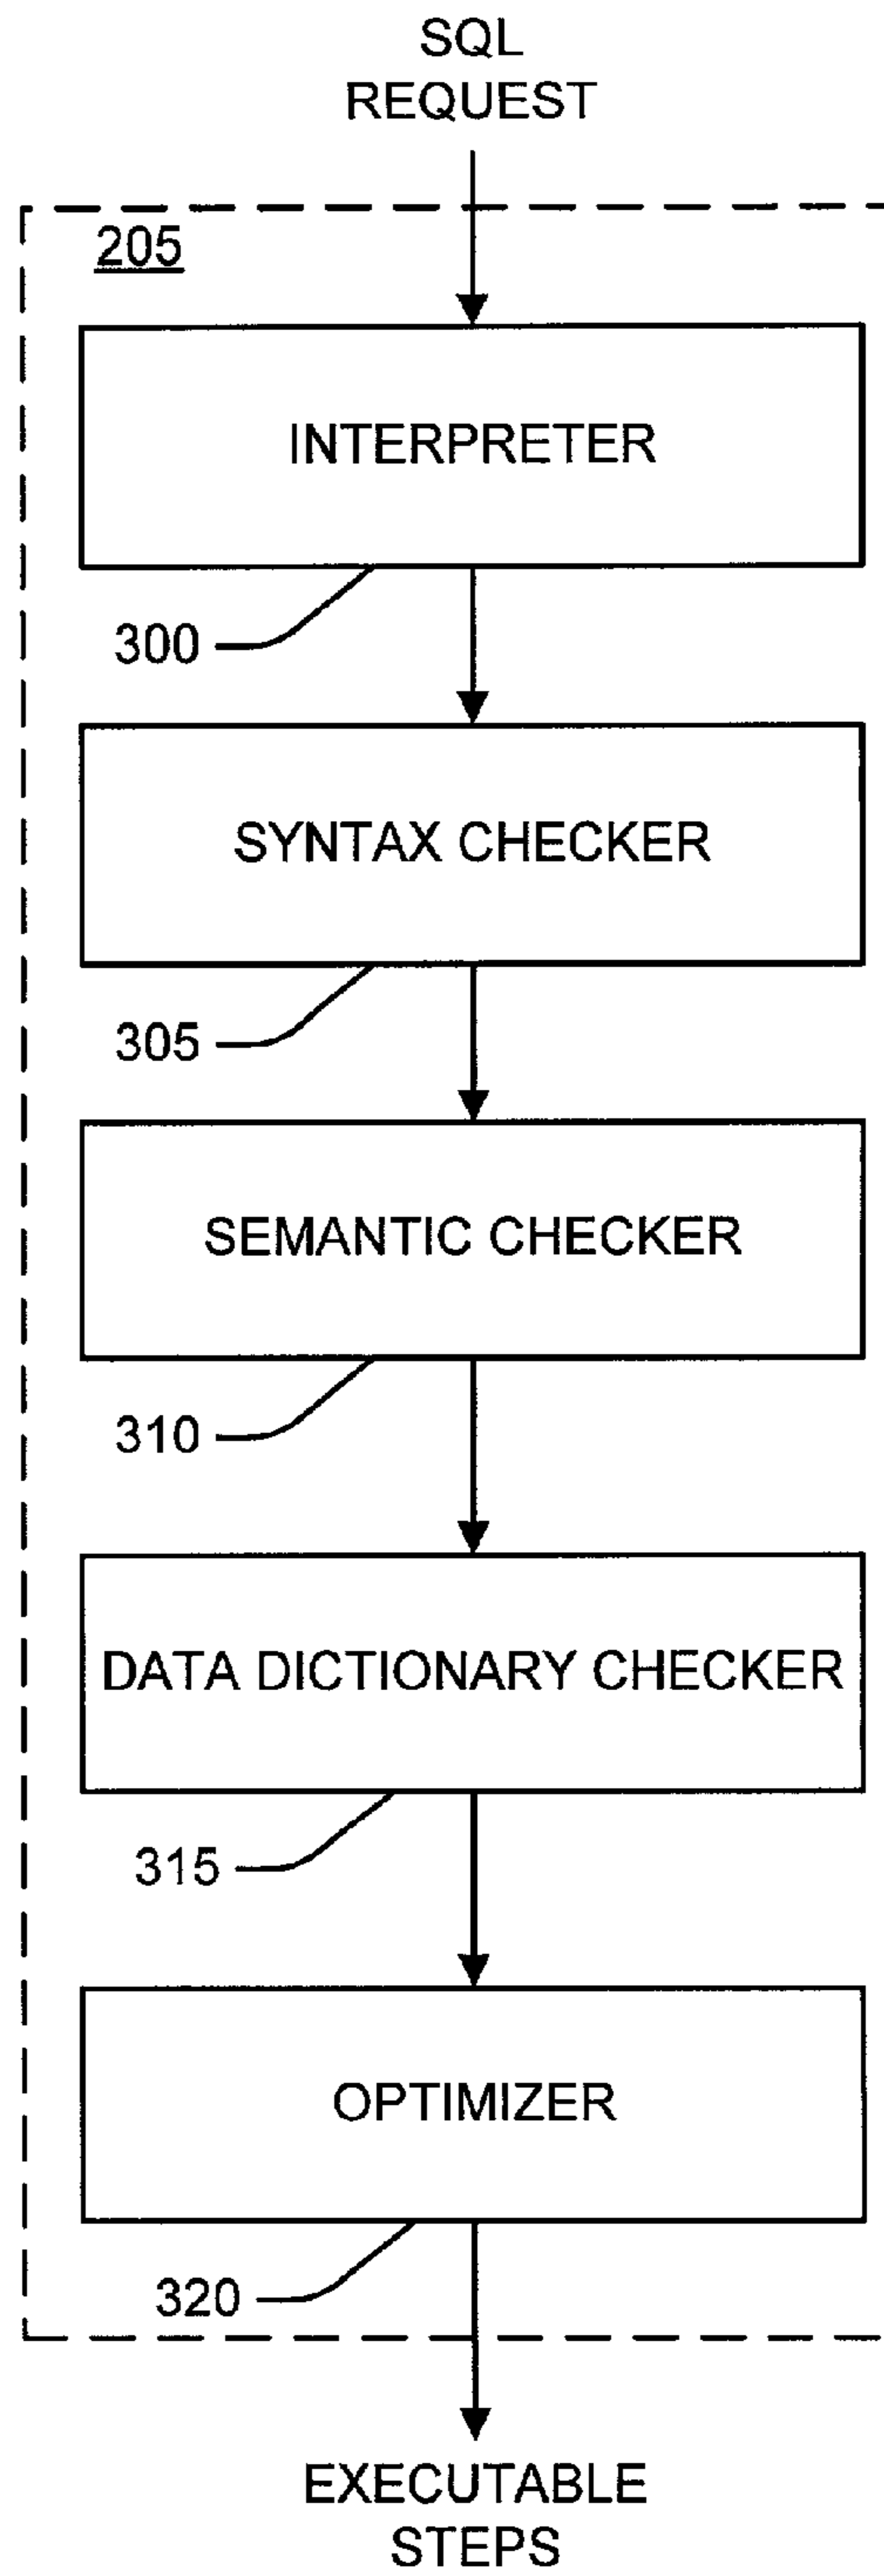 SQL
REQUEST
205
INTERPRETER
300
SYNTAX CHECKER
305
SEMANTIC CHECKER
310
DATA DICTIONARY CHECKER
315
OPTIMIZER
320
EXECUTABLE
STEPS